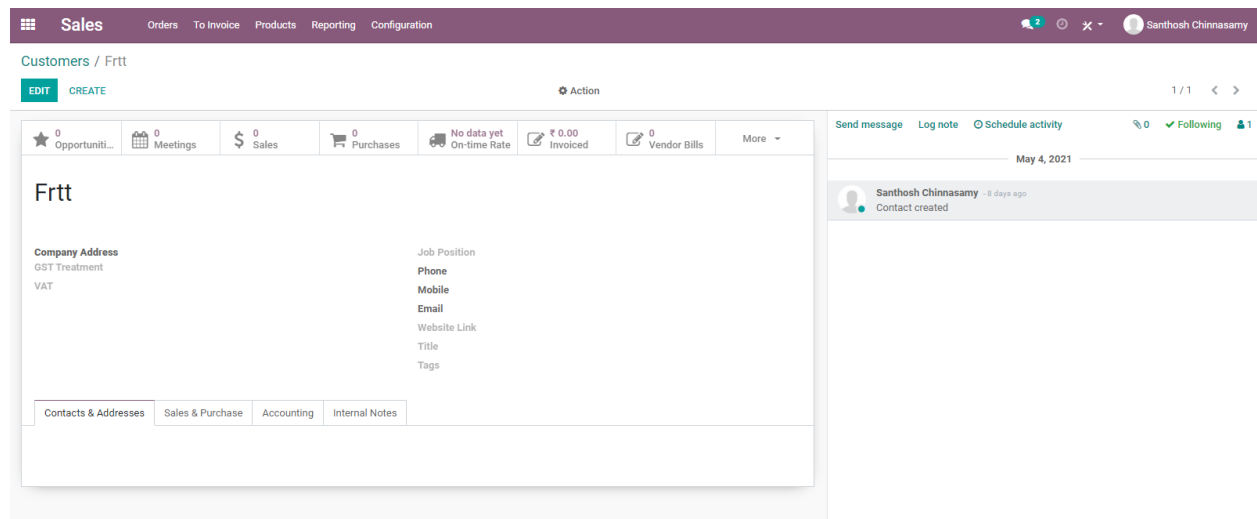 Sales Orders To Invoice Products Reporting Configuration 2 Santhosh Chinnasamy
Customers / Frtt
EDIT CREATE Action 1 / 1
0 Opportuniti...
0 Meetings
0 Sales
0 Purchases
No data yet On-time Rate
₹ 0.00 Invoiced
0 Vendor Bills
More
Frtt
Company Address
GST Treatment
VAT
Job Position
Phone
Mobile
Email
Website Link
Title
Tags
Contacts & Addresses Sales & Purchase Accounting Internal Notes
Send message Log note Schedule activity 0 Following 1
May 4, 2021
Santhosh Chinnasamy - 8 days ago
Contact created